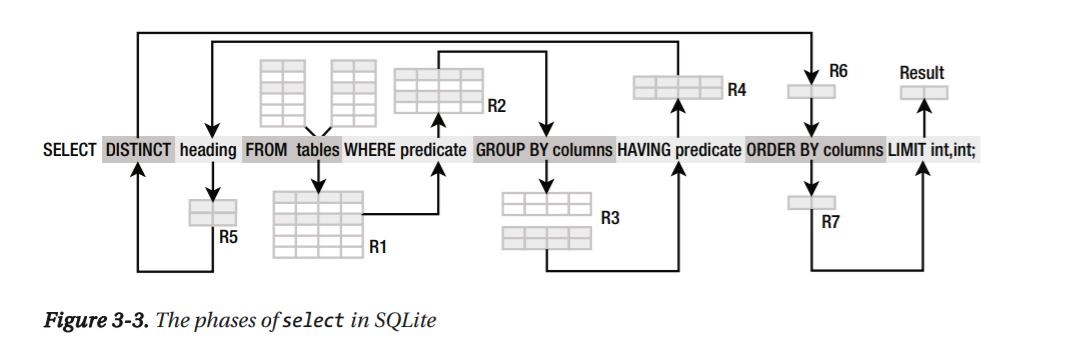 R6
Result
R4
R2
SELECT DISTINCT heading FROM tables WHERE predicate GROUP BY columns HAVING predicate ORDER BY columns LIMIT int,int;
R3
R7
R5
R1
Figure 3-3. The phases of select in SQLite